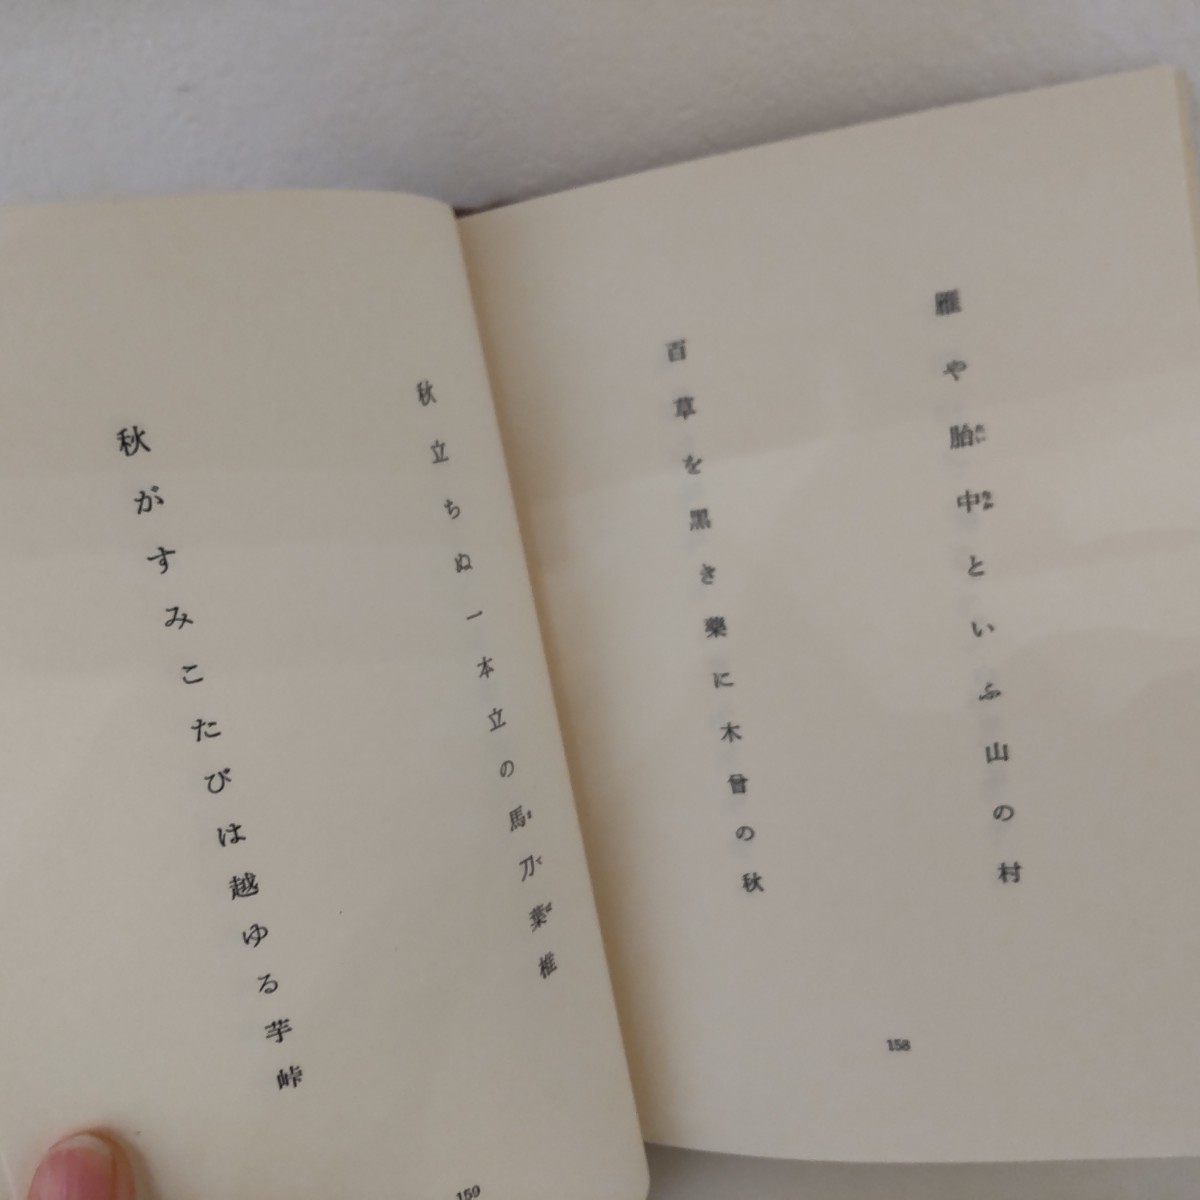 雁や胎中といふ山の村
百草を黒き薬に木曾の秋
158
秋立ちぬ一本立の馬刀葉椎
秋がすみこたびは越ゆる芋峠
159